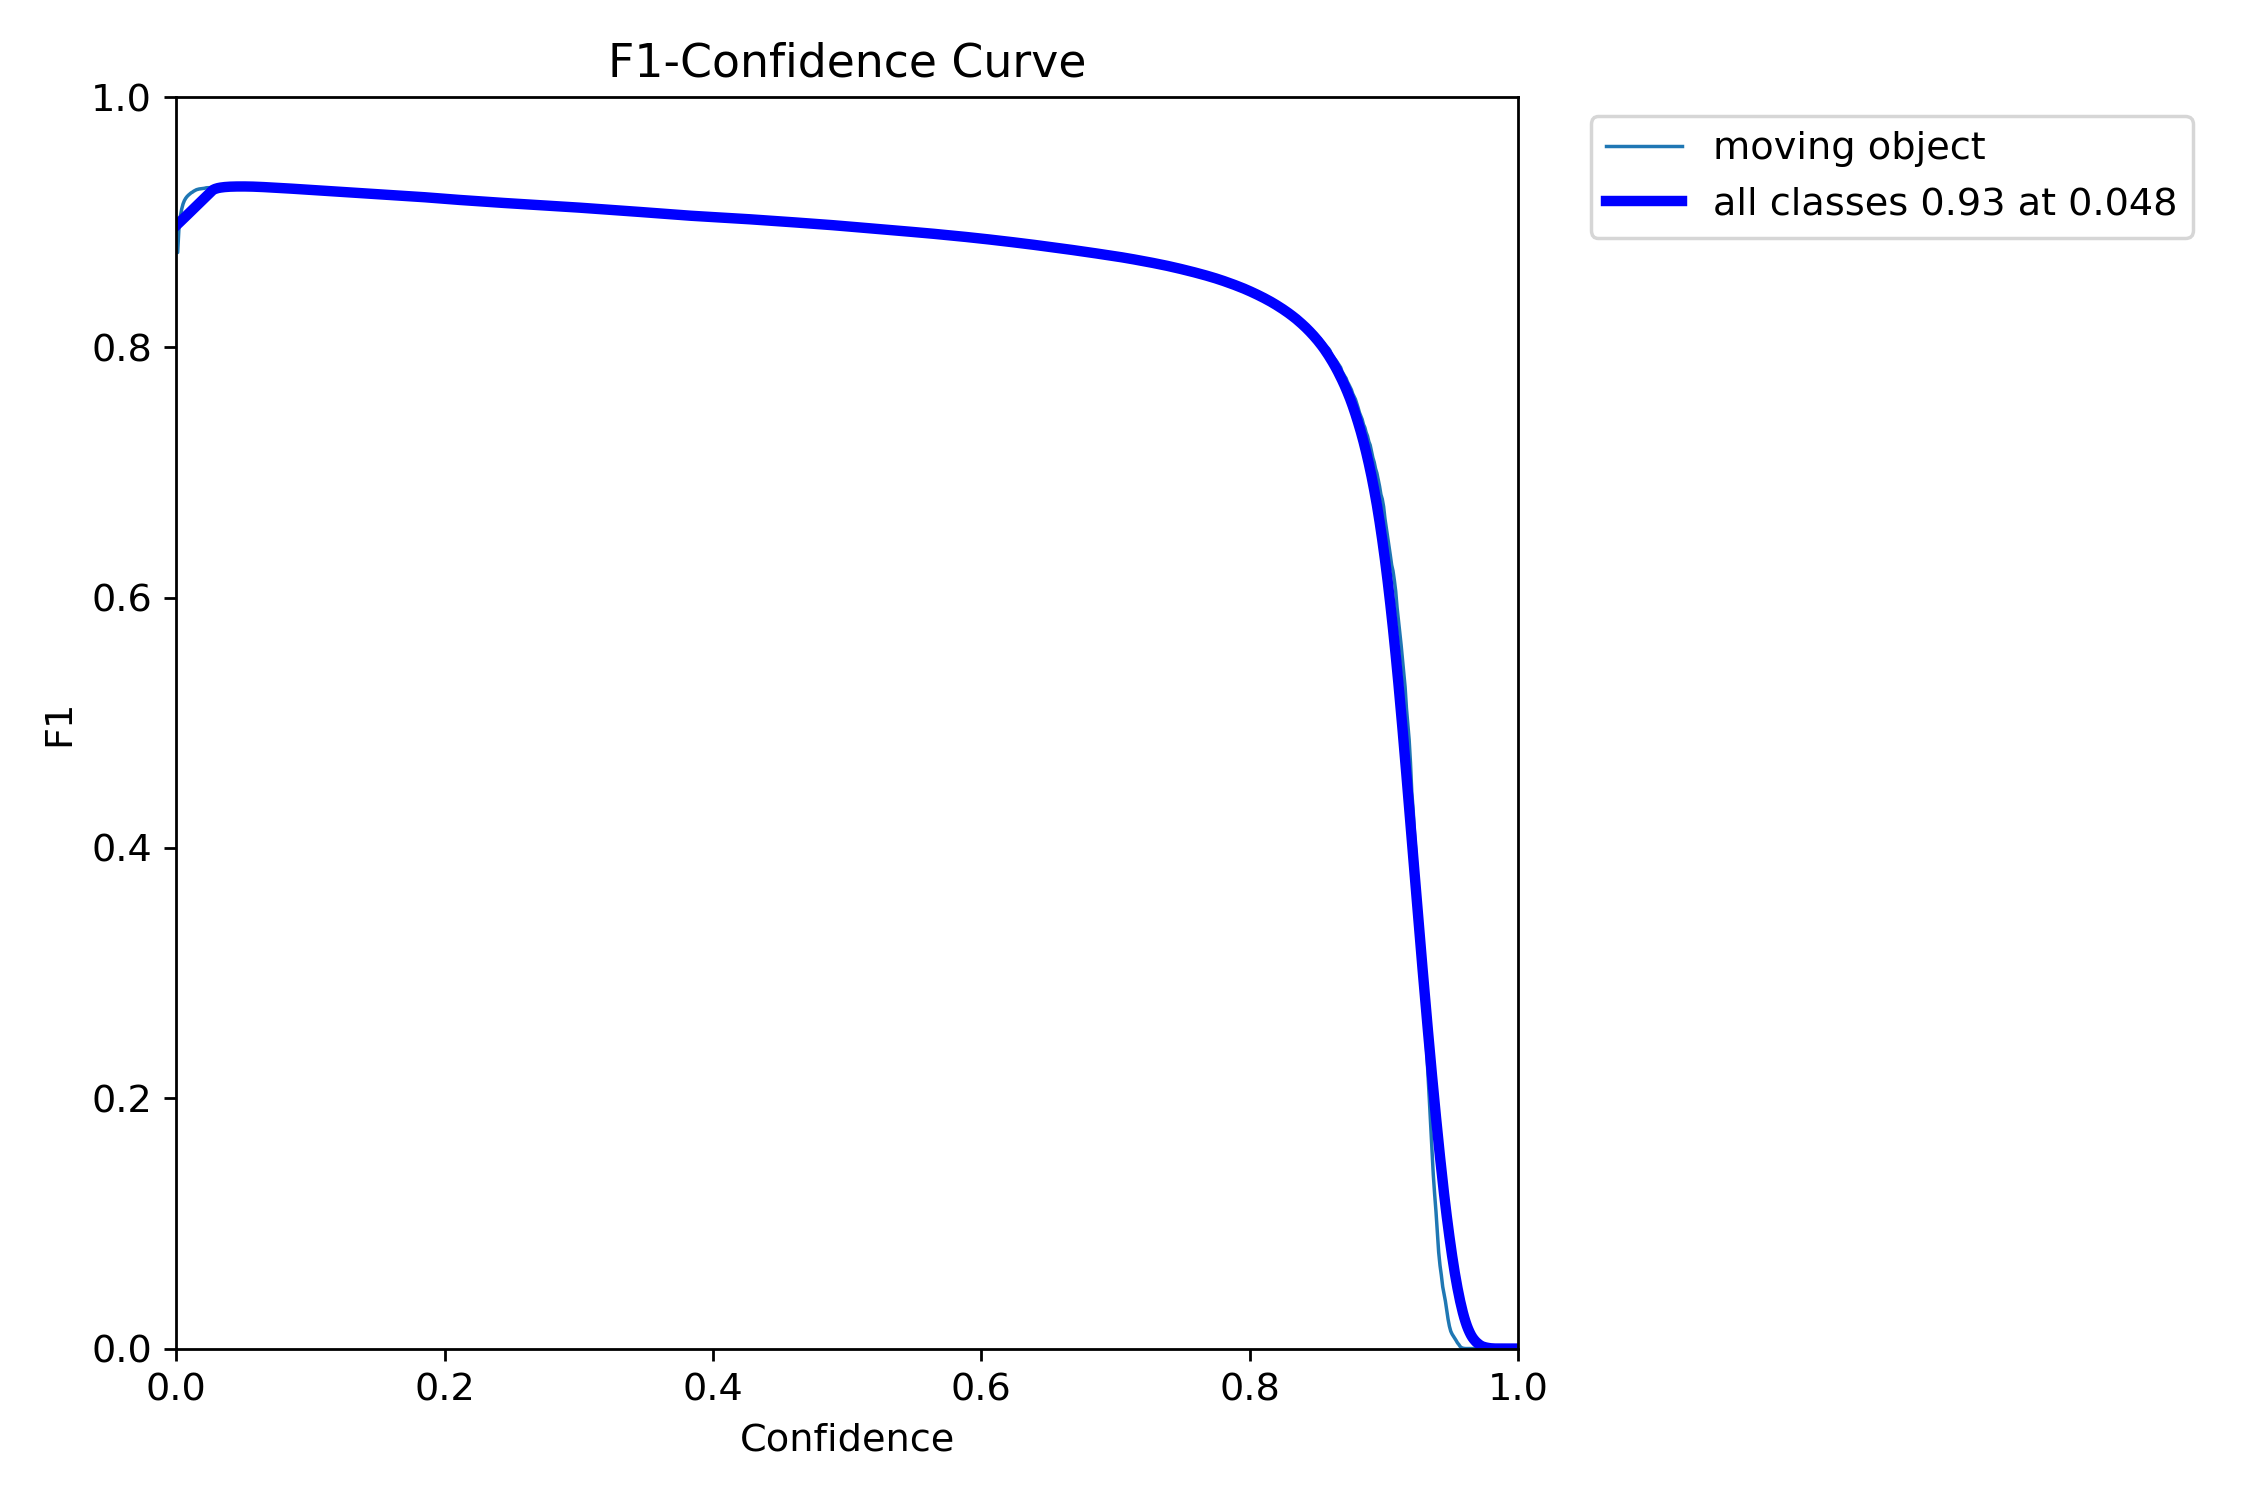 F1-Confidence Curve
moving object
all classes 0.93 at 0.048
1.0
0.8
0.6
0.4
0.2
0.0
F1
0.0 0.2 0.4 0.6 0.8 1.0
Confidence